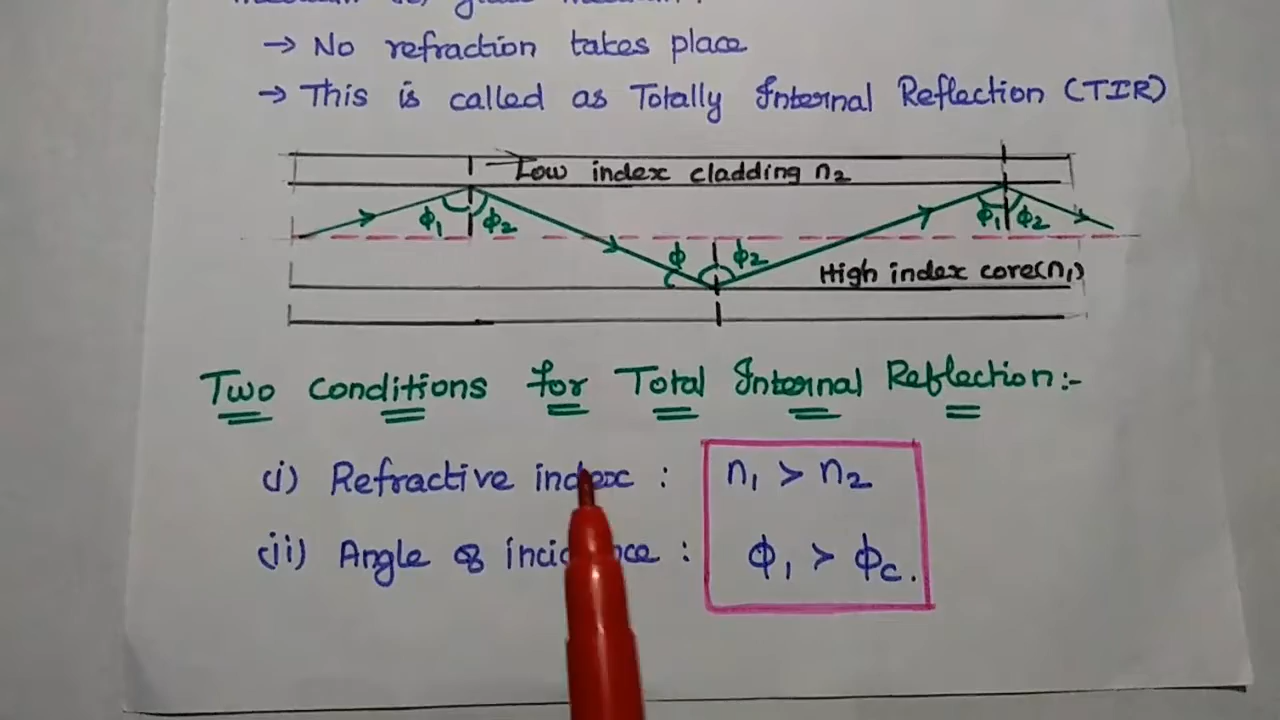 → No refraction takes place
→ This is called as Totally Internal Reflection (TIR)
Low index cladding n₂
ϕ₁ ϕ₂ ϕ₁ ϕ₂
ϕ ϕ₂
High index core(n₁)
Two conditions for Total Internal Reflection:-
(i) Refractive index : n₁ > n₂
(ii) Angle of : ϕ₁ > ϕc.